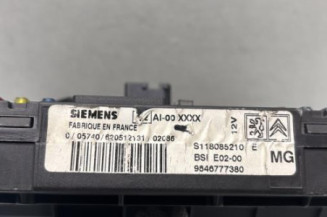 SIEMENS AI-00 XXXX
FABRIQUE EN FRANCE
0/05740/620512131/02086
12V
S118085210 E
BSI E02-00
9646777380
MG